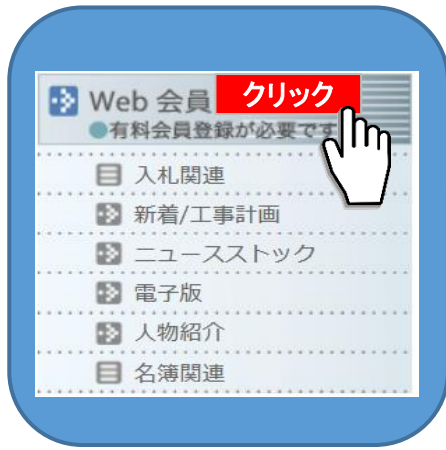 Web 会員 クリック
●有料会員登録が必要です
入札関連
新着/工事計画
ニュースストック
電子版
人物紹介
名簿関連